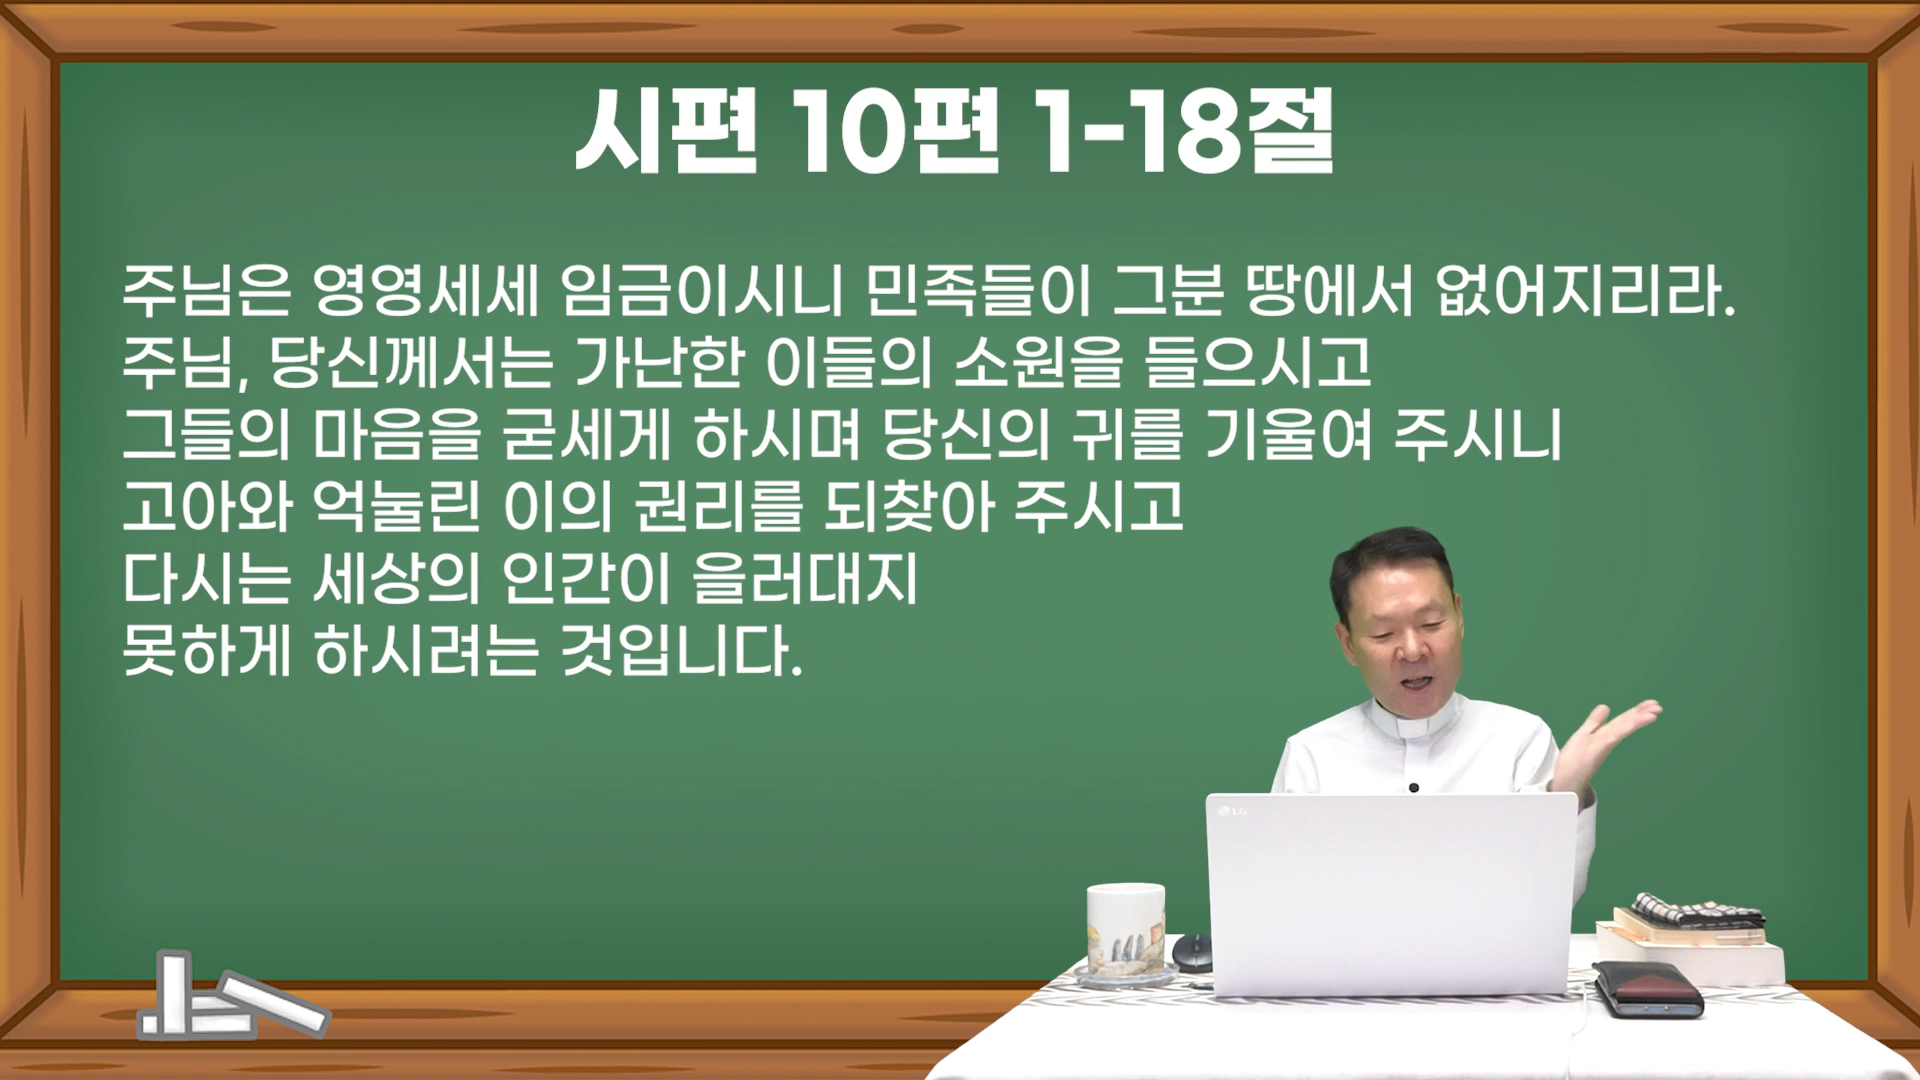 시편 10편 1-18절
주님은 영영세세 임금이시니 민족들이 그분 땅에서 없어지리라.
주님, 당신께서는 가난한 이들의 소원을 들으시고
그들의 마음을 굳세게 하시며 당신의 귀를 기울여 주시니
고아와 억눌린 이의 권리를 되찾아 주시고
다시는 세상의 인간이 을러대지
못하게 하시려는 것입니다.
LG